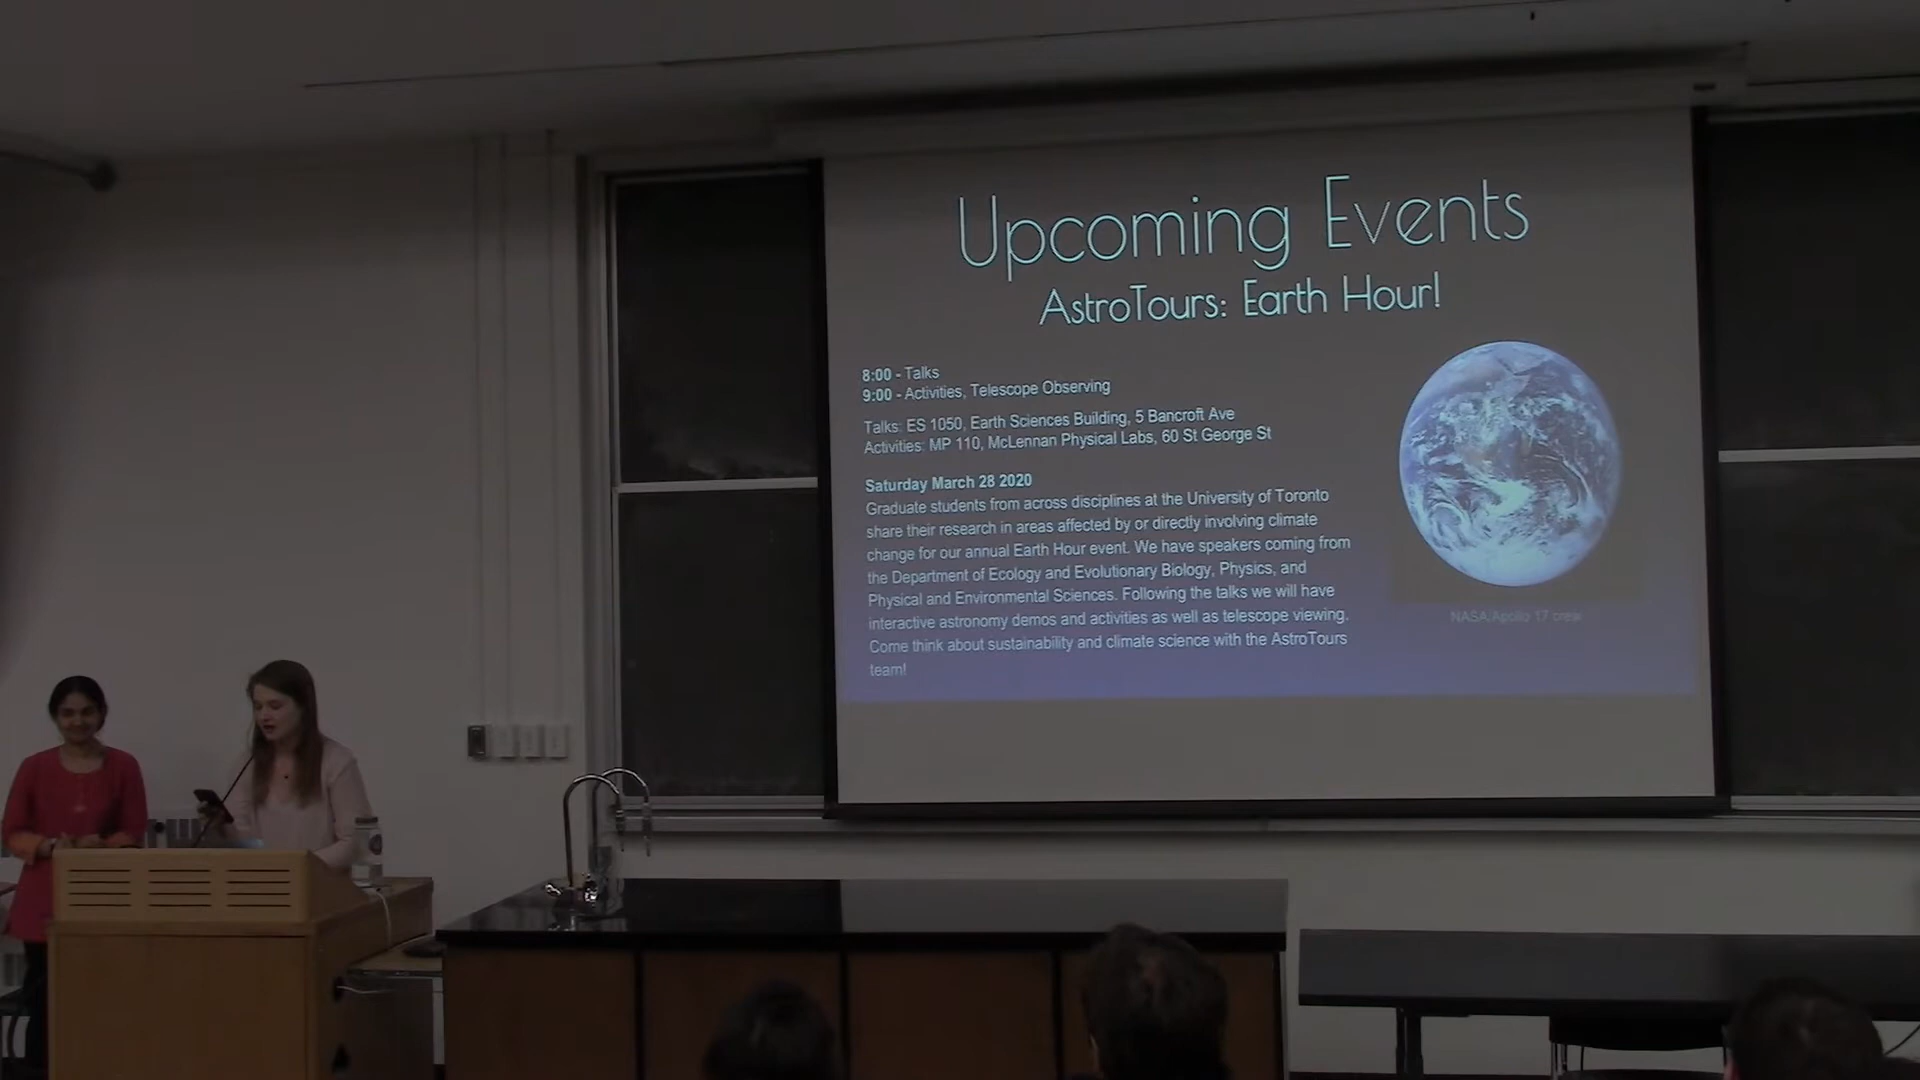 Upcoming Events
AstroTours: Earth Hour!
8:00 - Talks
9:00 - Activities, Telescope Observing
Talks: ES 1050, Earth Sciences Building, 5 Bancroft Ave
Activities: MP 110, McLennan Physical Labs, 60 St George St
Saturday March 28 2020
Graduate students from across disciplines at the University of Toronto
share their research in areas affected by or directly involving climate
change for our annual Earth Hour event. We have speakers coming from
the Department of Ecology and Evolutionary Biology, Physics, and
Physical and Environmental Sciences. Following the talks we will have
interactive astronomy demos and activities as well as telescope viewing.
Come think about sustainability and climate science with the AstroTours
team!
NASA/Apollo 17 crew